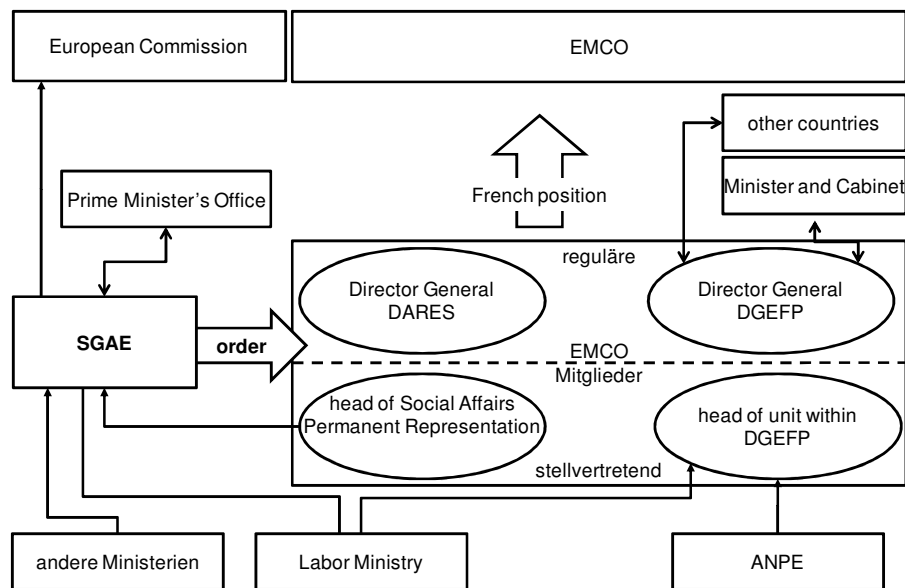 European Commission
EMCO
other countries
Minister and Cabinet
Prime Minister’s Office
French position
reguläre
Director General
DARES
Director General
DGEFP
SGAE
order
EMCO
Mitglieder
head of Social Affairs
Permanent Representation
head of unit within
DGEFP
stellvertretend
andere Ministerien
Labor Ministry
ANPE